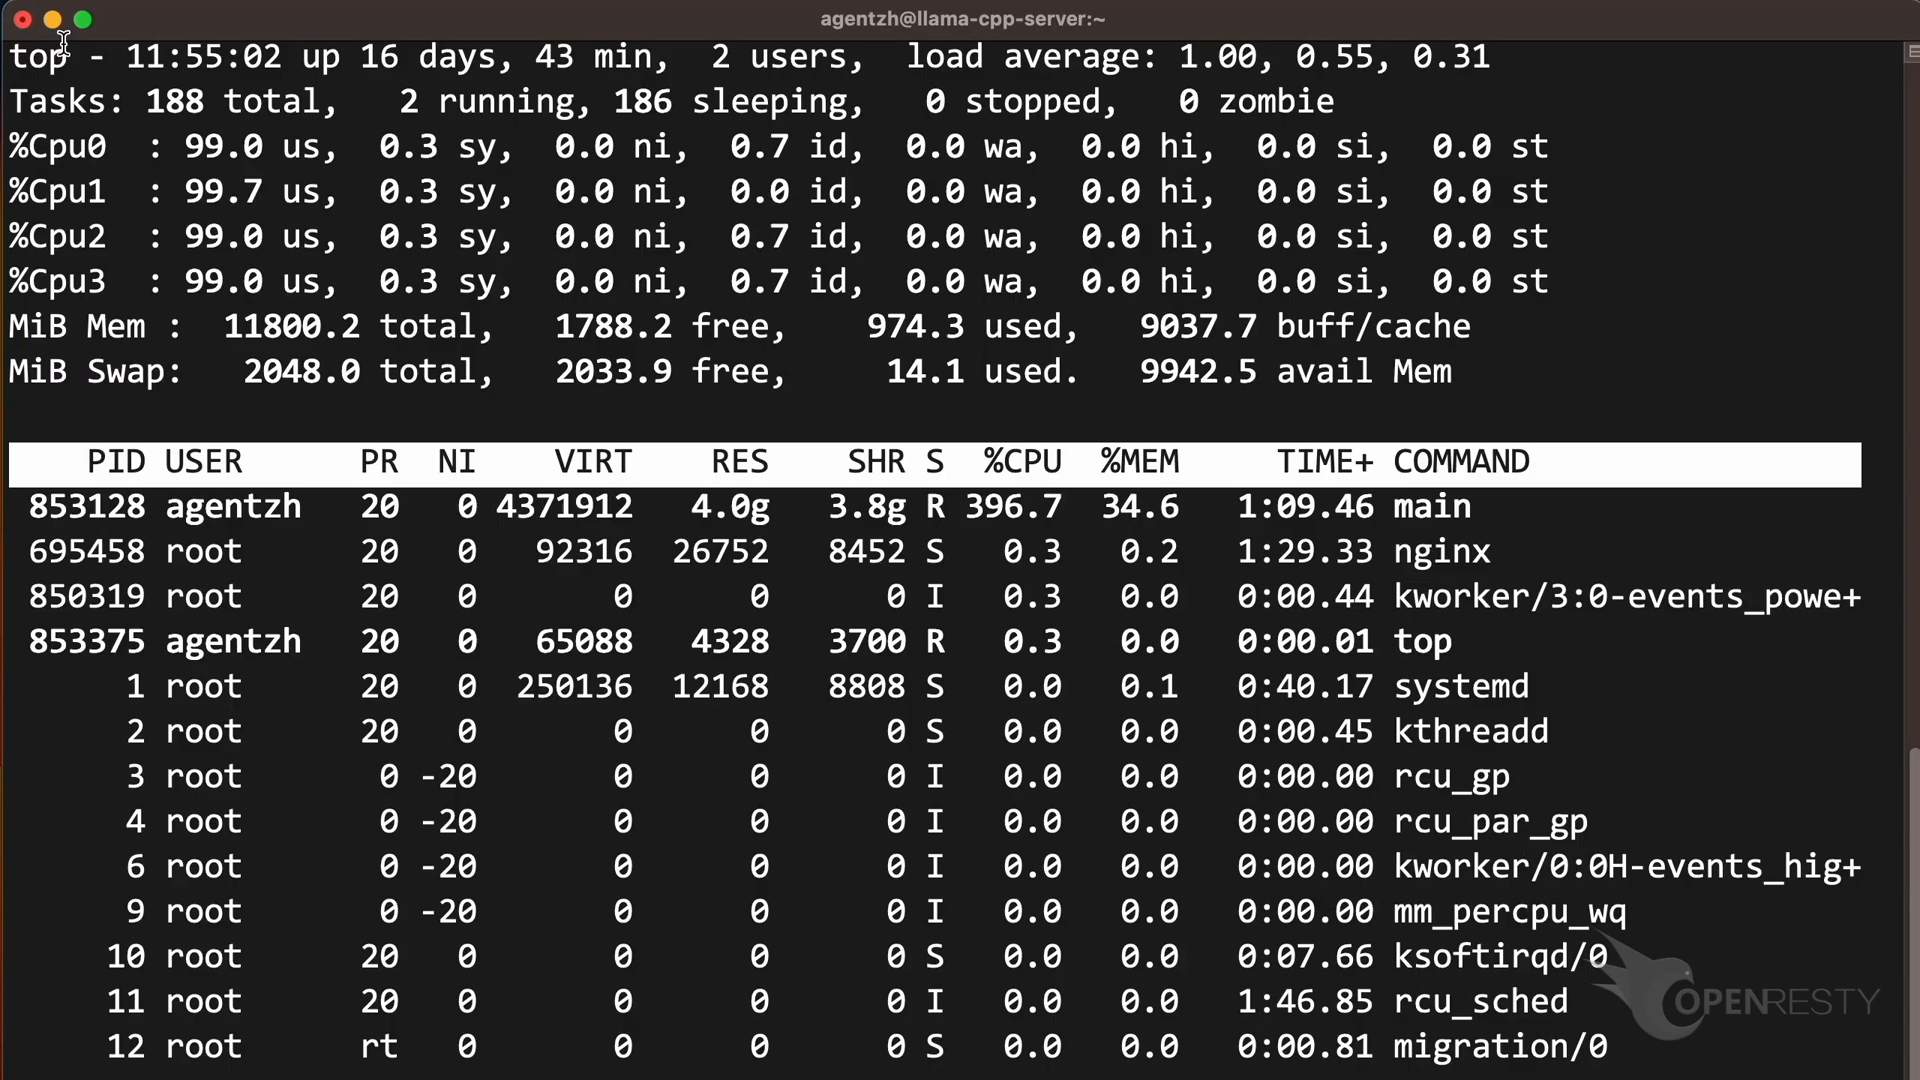 agentzh@llama-cpp-server:~
top - 11:55:02 up 16 days, 43 min, 2 users, load average: 1.00, 0.55, 0.31
Tasks: 188 total, 2 running, 186 sleeping, 0 stopped, 0 zombie
%Cpu0 : 99.0 us, 0.3 sy, 0.0 ni, 0.7 id, 0.0 wa, 0.0 hi, 0.0 si, 0.0 st
%Cpu1 : 99.7 us, 0.3 sy, 0.0 ni, 0.0 id, 0.0 wa, 0.0 hi, 0.0 si, 0.0 st
%Cpu2 : 99.0 us, 0.3 sy, 0.0 ni, 0.7 id, 0.0 wa, 0.0 hi, 0.0 si, 0.0 st
%Cpu3 : 99.0 us, 0.3 sy, 0.0 ni, 0.7 id, 0.0 wa, 0.0 hi, 0.0 si, 0.0 st
MiB Mem : 11800.2 total, 1788.2 free, 974.3 used, 9037.7 buff/cache
MiB Swap: 2048.0 total, 2033.9 free, 14.1 used. 9942.5 avail Mem
PID USER PR NI VIRT RES SHR S %CPU %MEM TIME+ COMMAND
853128 agentzh 20 0 4371912 4.0g 3.8g R 396.7 34.6 1:09.46 main
695458 root 20 0 92316 26752 8452 S 0.3 0.2 1:29.33 nginx
850319 root 20 0 0 0 0 I 0.3 0.0 0:00.44 kworker/3:0-events_powe+
853375 agentzh 20 0 65088 4328 3700 R 0.3 0.0 0:00.01 top
1 root 20 0 250136 12168 8808 S 0.0 0.1 0:40.17 systemd
2 root 20 0 0 0 0 S 0.0 0.0 0:00.45 kthreadd
3 root 0 -20 0 0 0 I 0.0 0.0 0:00.00 rcu_gp
4 root 0 -20 0 0 0 I 0.0 0.0 0:00.00 rcu_par_gp
6 root 0 -20 0 0 0 I 0.0 0.0 0:00.00 kworker/0:0H-events_hig+
9 root 0 -20 0 0 0 I 0.0 0.0 0:00.00 mm_percpu_wq
10 root 20 0 0 0 0 S 0.0 0.0 0:07.66 ksoftirqd/0
11 root 20 0 0 0 0 I 0.0 0.0 1:46.85 rcu_sched
12 root rt 0 0 0 0 S 0.0 0.0 0:00.81 migration/0
OPENRESTY